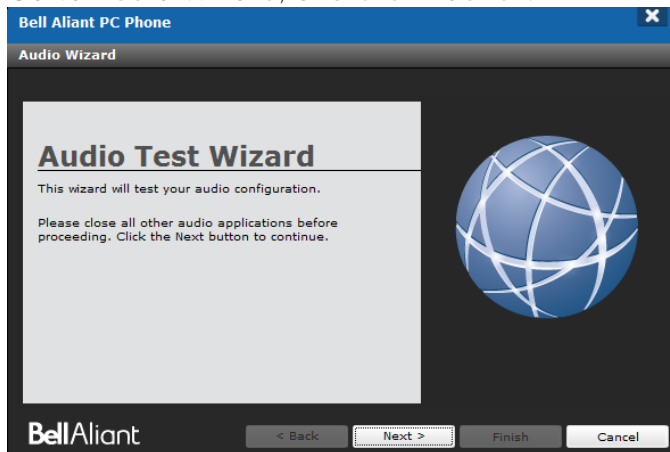 Bell Aliant PC Phone
Audio Wizard
Audio Test Wizard
This wizard will test your audio configuration.
Please close all other audio applications before
proceeding. Click the Next button to continue.
BellAliant
< Back
Next >
Finish
Cancel